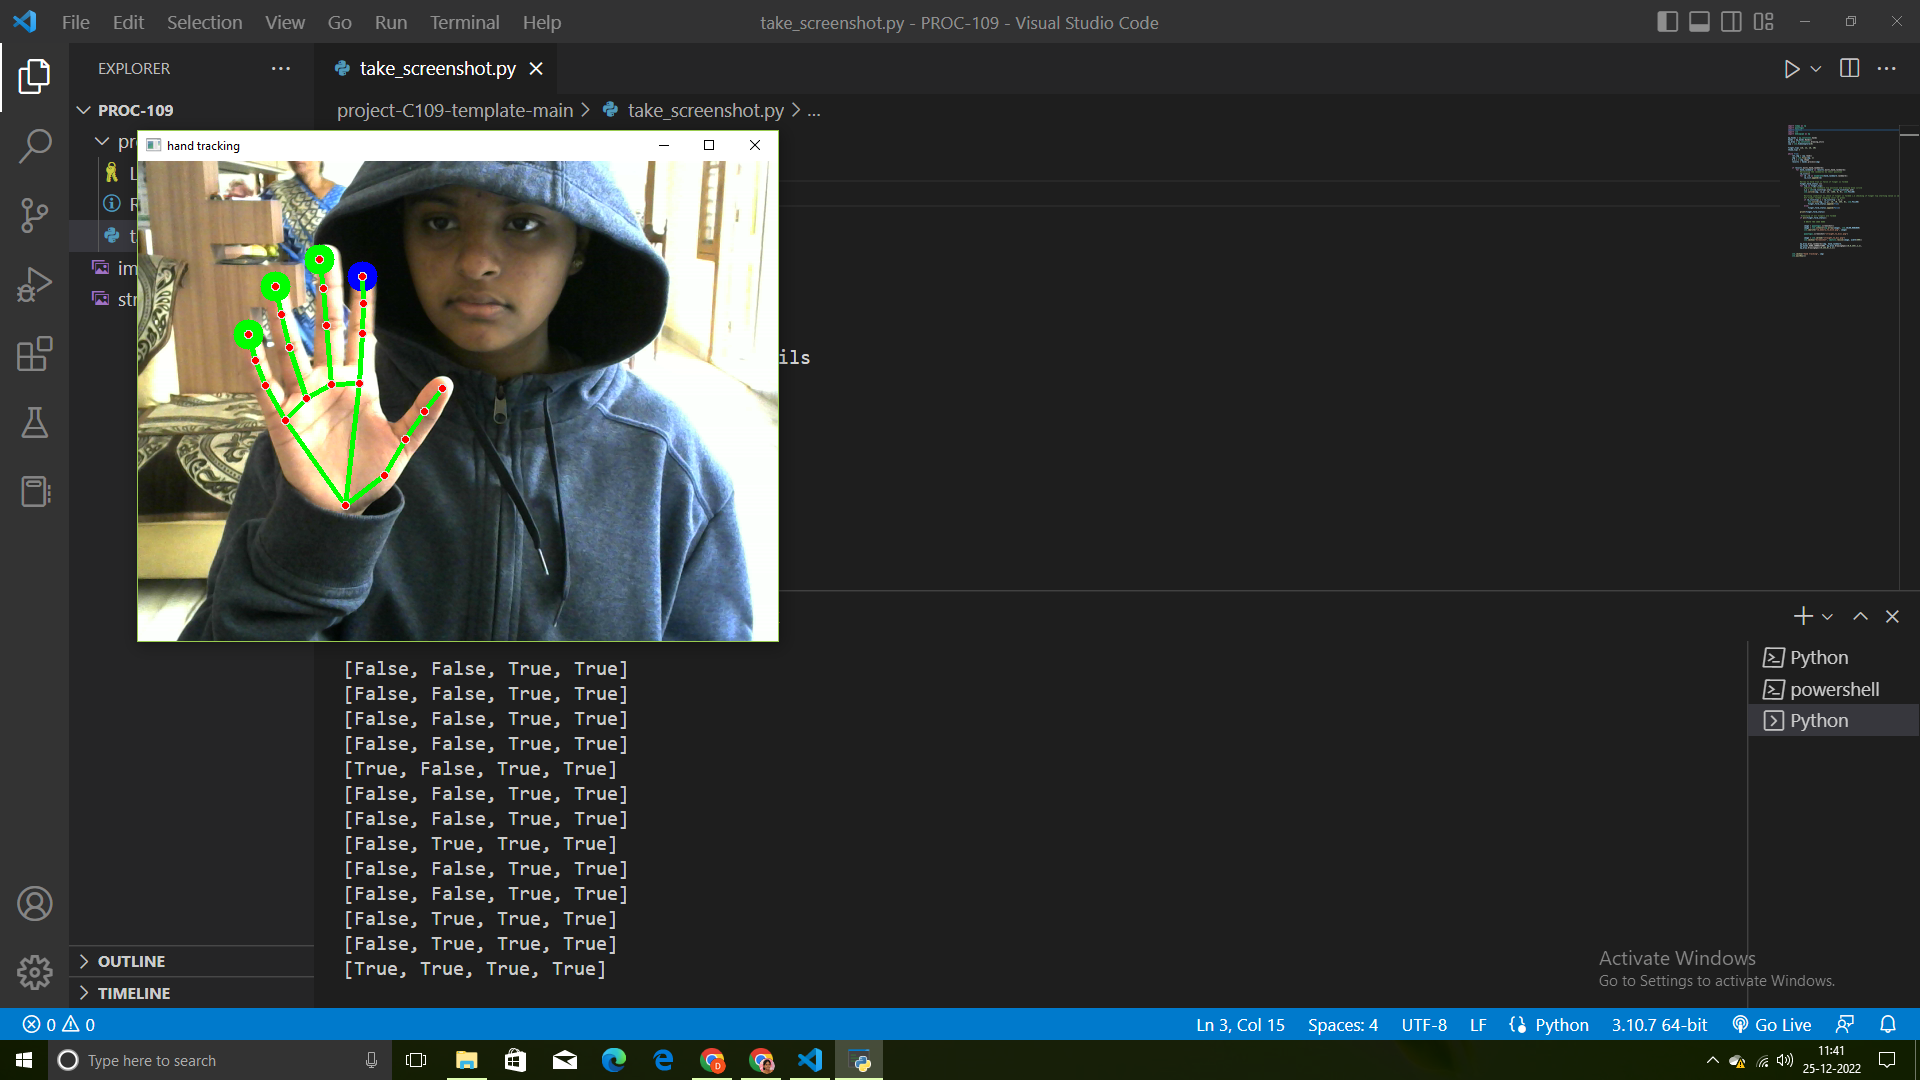 File Edit Selection View Go Run Terminal Help
take_screenshot.py - PROC-109 - Visual Studio Code
EXPLORER
take_screenshot.py
PROC-109
project-C109-template-main > take_screenshot.py > ...
pr
hand tracking
L
R
t
im
str
ils
[False, False, True, True]
[False, False, True, True]
[False, False, True, True]
[False, False, True, True]
[True, False, True, True]
[False, False, True, True]
[False, False, True, True]
[False, True, True, True]
[False, False, True, True]
[False, False, True, True]
[False, True, True, True]
[False, True, True, True]
[True, True, True, True]
Python
powershell
Python
OUTLINE
TIMELINE
Activate Windows
Go to Settings to activate Windows.
0 0
Ln 3, Col 15 Spaces: 4 UTF-8 LF Python 3.10.7 64-bit Go Live
Type here to search
11:41
25-12-2022